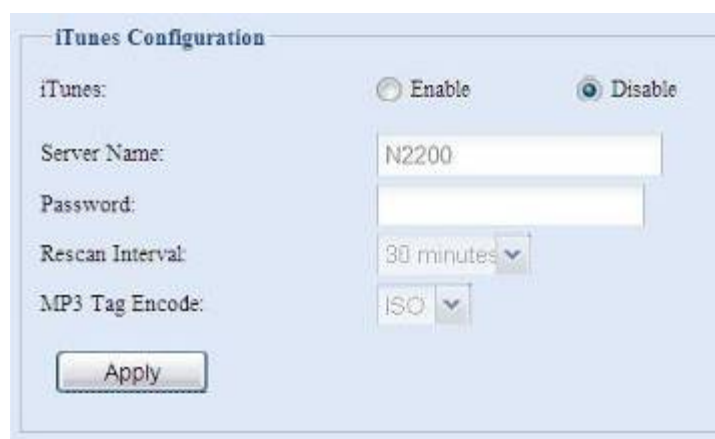 iTunes Configuration
iTunes: Enable Disable
Server Name: N2200
Password:
Rescan Interval: 30 minutes
MP3 Tag Encode: ISO
Apply